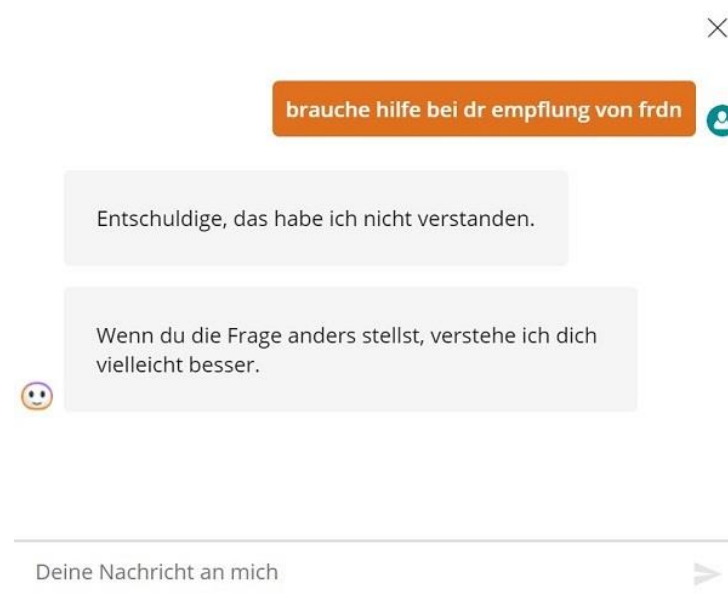 brauche hilfe bei dr empflung von frdn
Entschuldige, das habe ich nicht verstanden.
Wenn du die Frage anders stellst, verstehe ich dich
vielleicht besser.
Deine Nachricht an mich